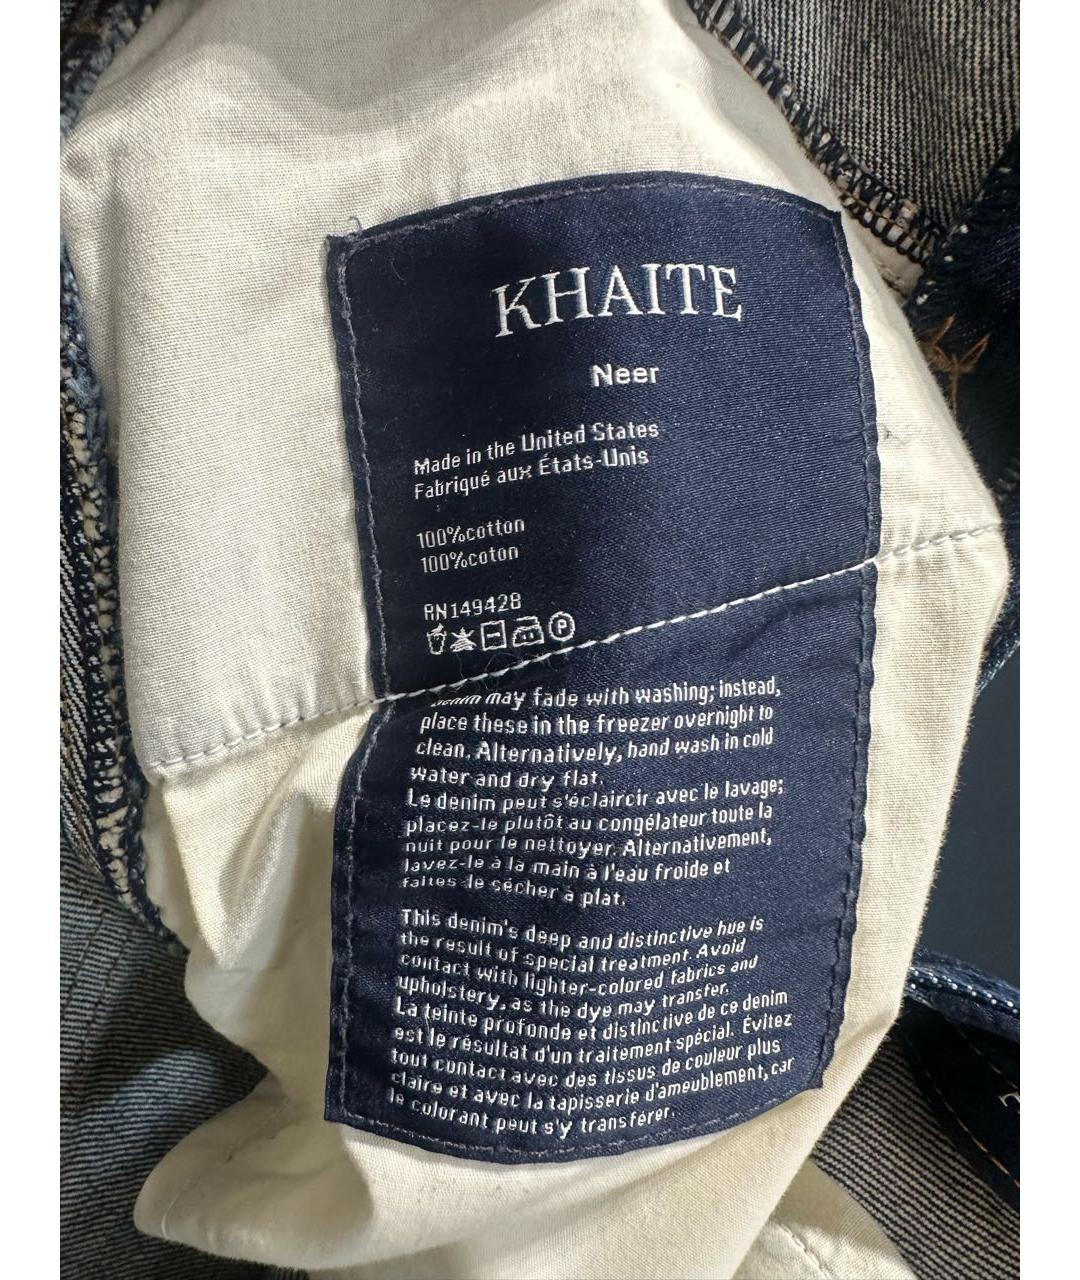 KHAITE
Neer
Made in the United States
Fabriqué aux États-Unis
100%cotton
100%coton
RN149428
P
Denim may fade with washing; instead,
place these in the freezer overnight to
clean. Alternatively, hand wash in cold
water and dry flat.
Le denim peut s'éclaircir avec le lavage;
placez-le plutôt au congélateur toute la
nuit pour le nettoyer. Alternativement,
lavez-le à la main à l'eau froide et
faites-le sécher à plat.
This denim's deep and distinctive hue is
the result of special treatment. Avoid
contact with lighter-colored fabrics and
upholstery, as the dye may transfer.
La teinte profonde et distinctive de ce denim
est le résultat d'un traitement spécial. Évitez
tout contact avec des tissus de couleur plus
claire et avec la tapisserie d'ameublement, car
le colorant peut s'y transférer.